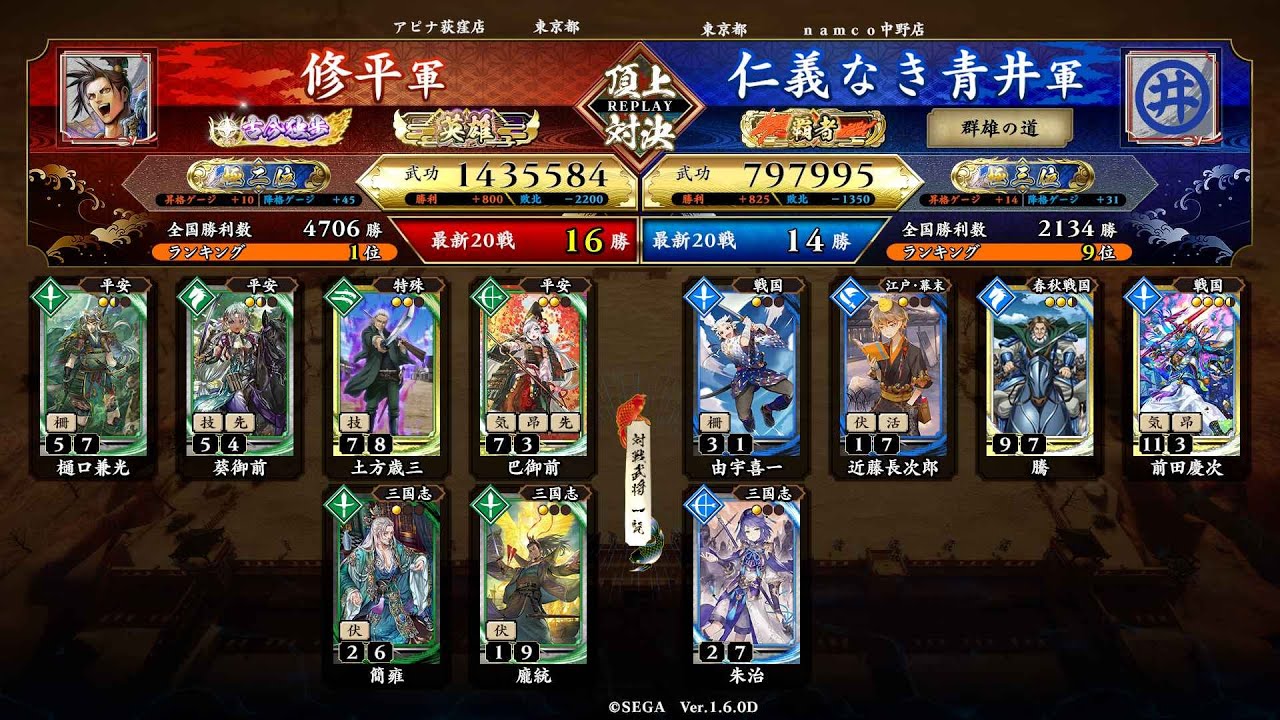 アピナ荻窪店 東京都
東京都 ｎａｍｃｏ中野店
修平軍
頂上
REPLAY
対決
仁義なき青井軍
井
古今独歩
英雄
覇者
群雄の道
極二位
昇格ゲージ +10 降格ゲージ +45
武功 1435584
勝利 +800 敗北 -2200
武功 797995
勝利 +825 敗北 -1350
極三位
昇格ゲージ +14 降格ゲージ +31
全国勝利数 4706勝
ランキング 1位
最新20戦 16勝
最新20戦 14勝
全国勝利数 2134勝
ランキング 9位
平安
柵
5 7
樋口兼光
平安
技 先
5 4
葵御前
特殊
技
7 8
土方歳三
平安
気 昂 先
7 3
巴御前
戦国
柵
3 1
由宇喜一
江戸・幕末
伏 活
1 7
近藤長次郎
春秋戦国
9 7
勝
戦国
気 昂
11 3
前田慶次
対戦武将一覧
三国志
伏
2 6
簡雍
三国志
伏
1 9
龐統
三国志
2 7
朱治
©SEGA Ver.1.6.0D